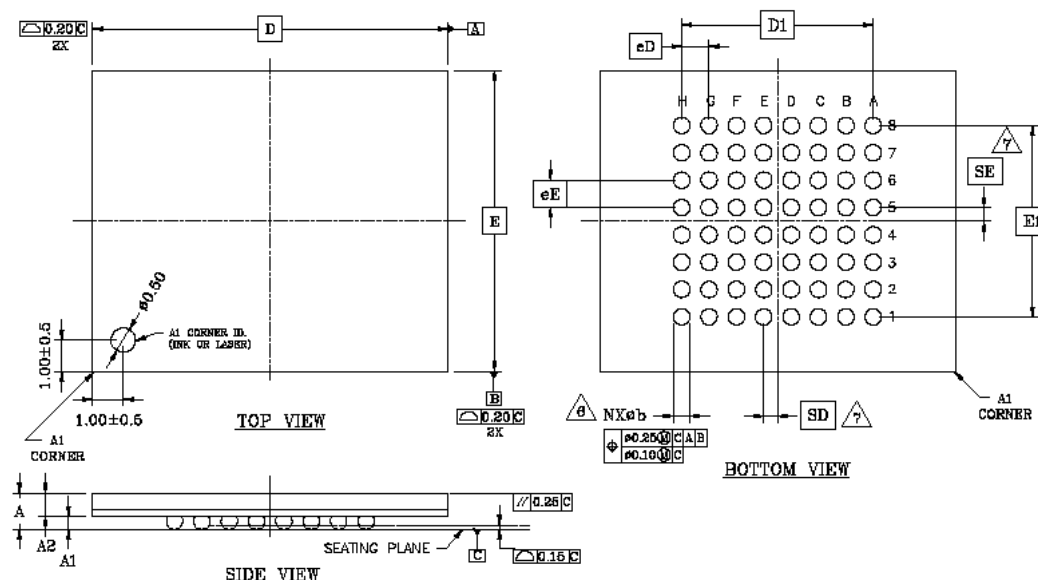 ⌓ 0.20 C
2X
D
A
E
ø0.50
A1 CORNER ID.
(INK OR LASER)
1.00±0.5
1.00±0.5
B
⌓ 0.20 C
2X
A1
CORNER
TOP VIEW
D1
eD
H G F E D C B A
8
7
6
5
4
3
2
1
7
SE
eE
E1
6 NXøb
⌖ ø0.25 Ⓜ C A B
ø0.10 Ⓜ C
SD 7
A1
CORNER
BOTTOM VIEW
A
A2
A1
// 0.25 C
SEATING PLANE
C
⌓ 0.15 C
SIDE VIEW